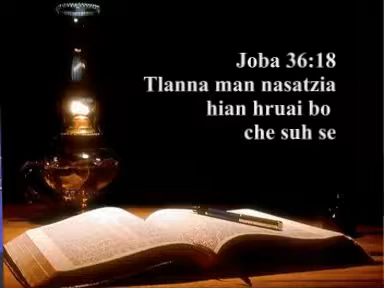 Joba 36:18
Tlanna man nasatzia
hian hruai bo
che suh se